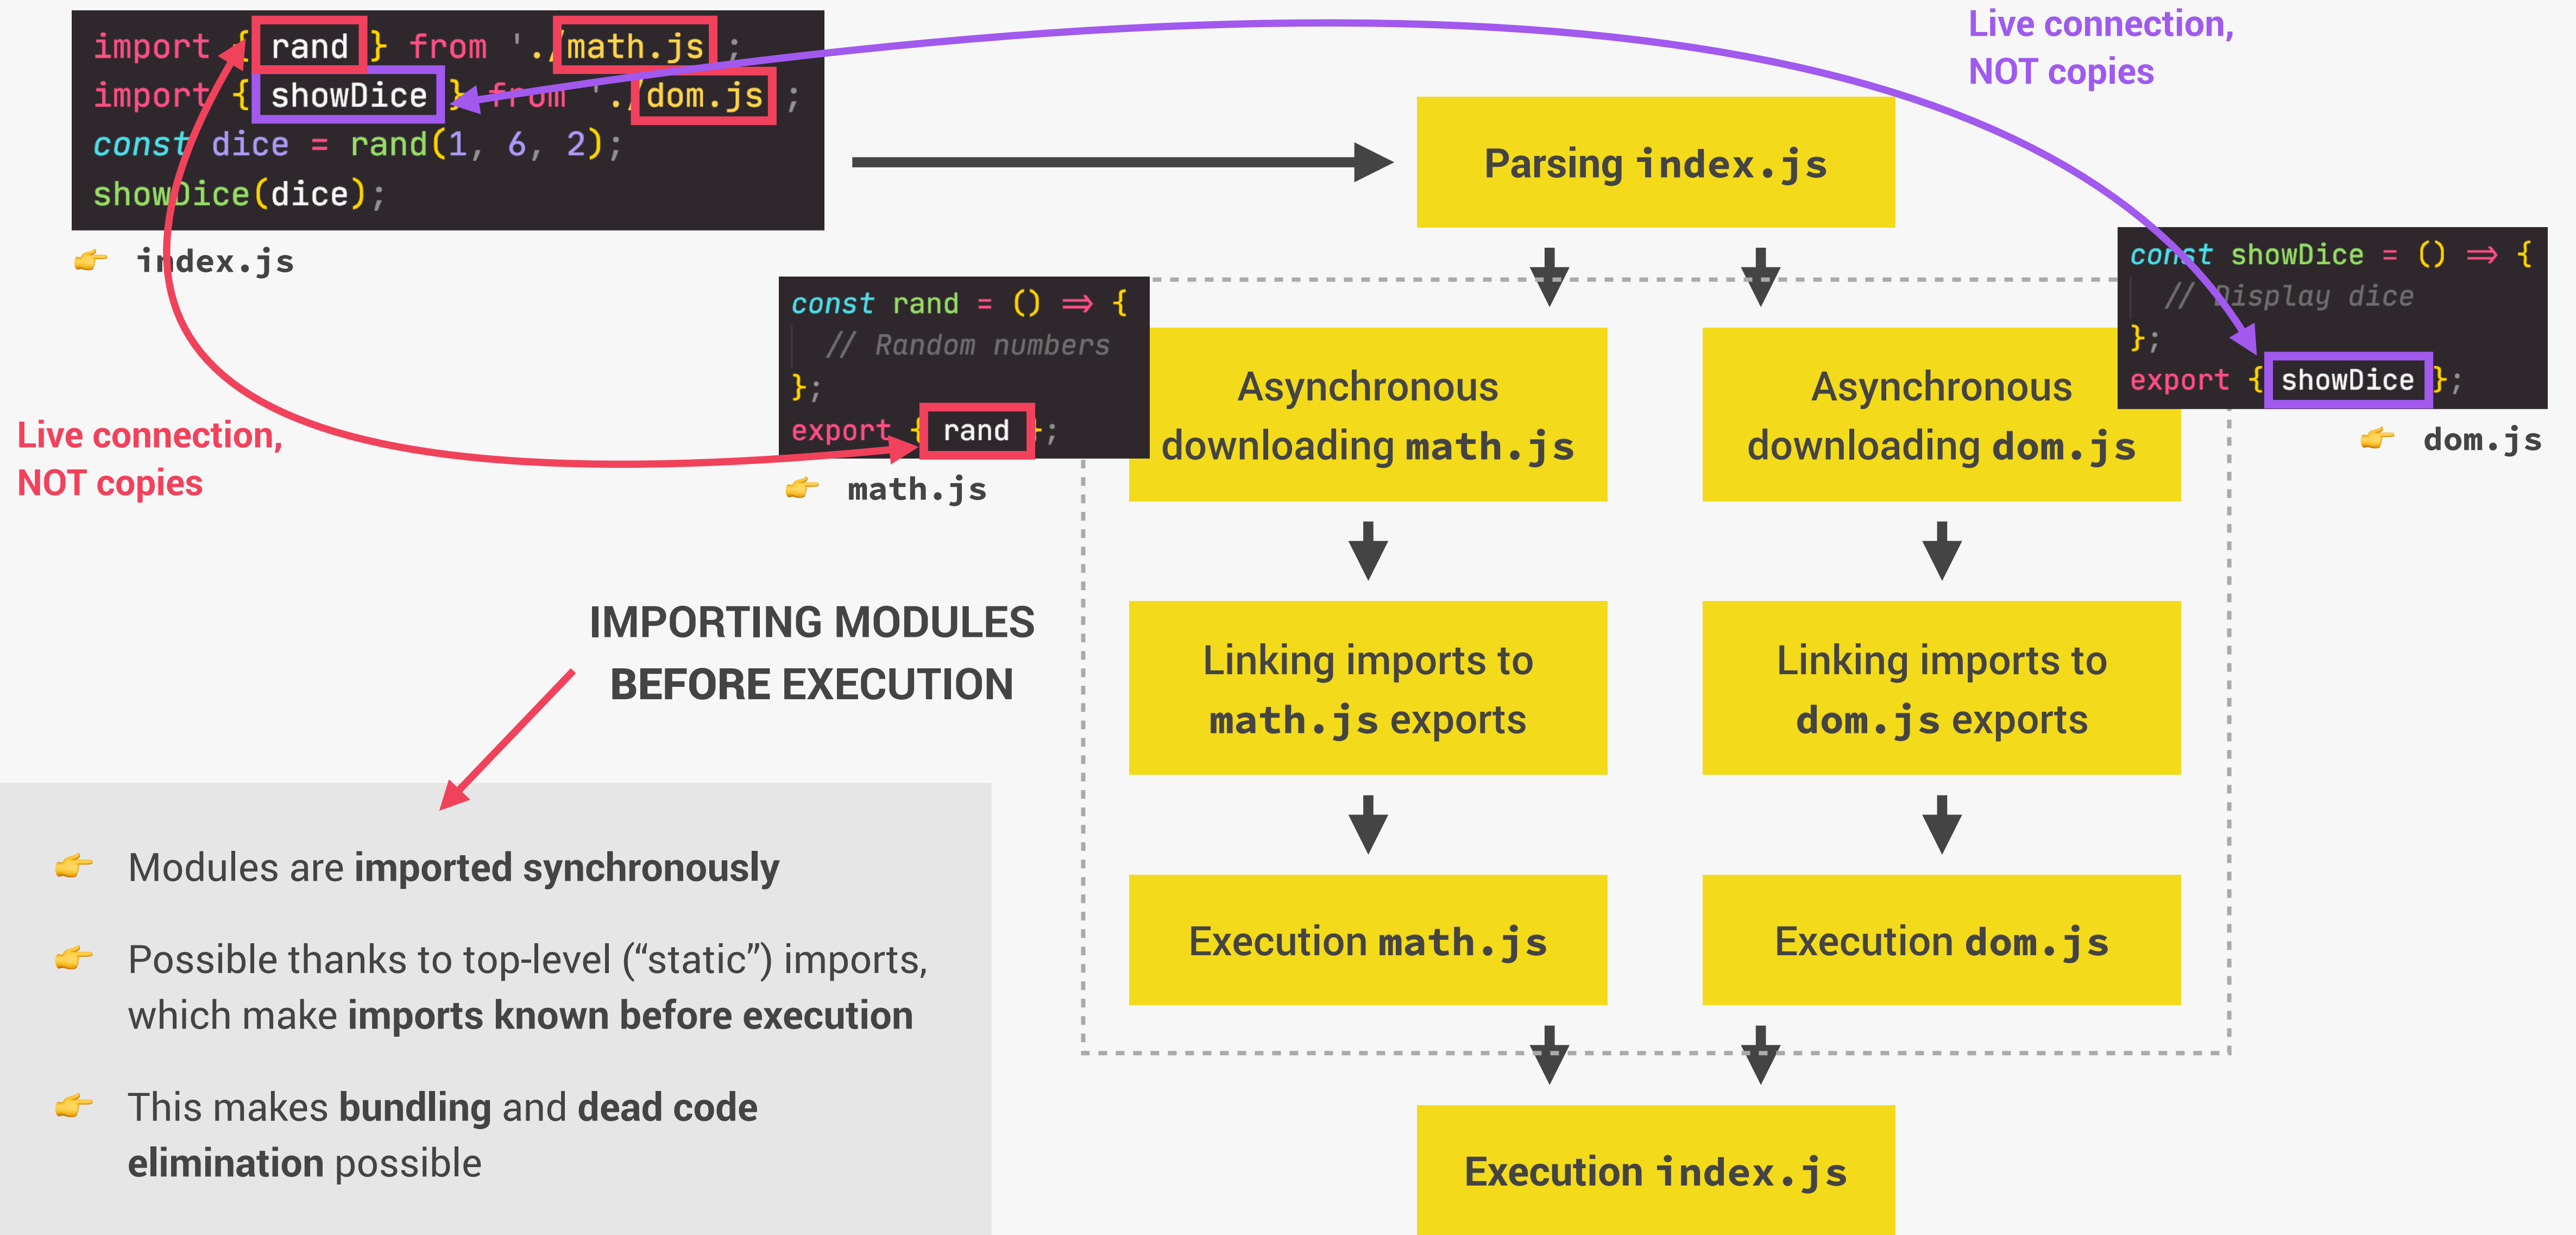 import { rand } from './math.js ;
import { showDice } from './dom.js ;
const dice = rand(1, 6, 2);
showDice(dice);
👉 index.js
Live connection,
NOT copies
Parsing index.js
const rand = () => {
// Random numbers
};
export { rand };
👉 math.js
const showDice = () => {
// Display dice
};
export { showDice };
👉 dom.js
Live connection,
NOT copies
Asynchronous
downloading math.js
Asynchronous
downloading dom.js
Linking imports to
math.js exports
Linking imports to
dom.js exports
Execution math.js
Execution dom.js
Execution index.js
IMPORTING MODULES
BEFORE EXECUTION
👉 Modules are imported synchronously
👉 Possible thanks to top-level (“static”) imports,
which make imports known before execution
👉 This makes bundling and dead code
elimination possible